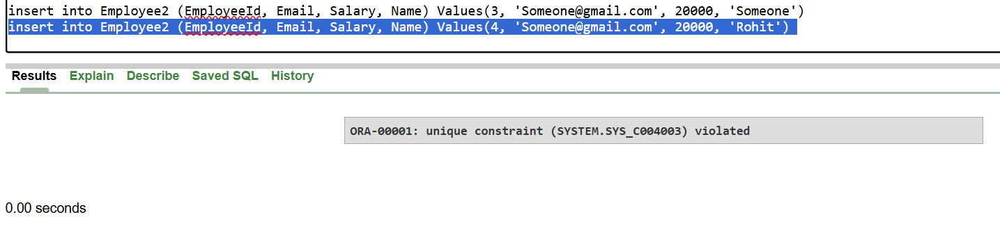 insert into Employee2 (EmployeeId, Email, Salary, Name) Values(3, 'Someone@gmail.com', 20000, 'Someone')
insert into Employee2 (EmployeeId, Email, Salary, Name) Values(4, 'Someone@gmail.com', 20000, 'Rohit')
Results Explain Describe Saved SQL History
ORA-00001: unique constraint (SYSTEM.SYS_C004003) violated
0.00 seconds